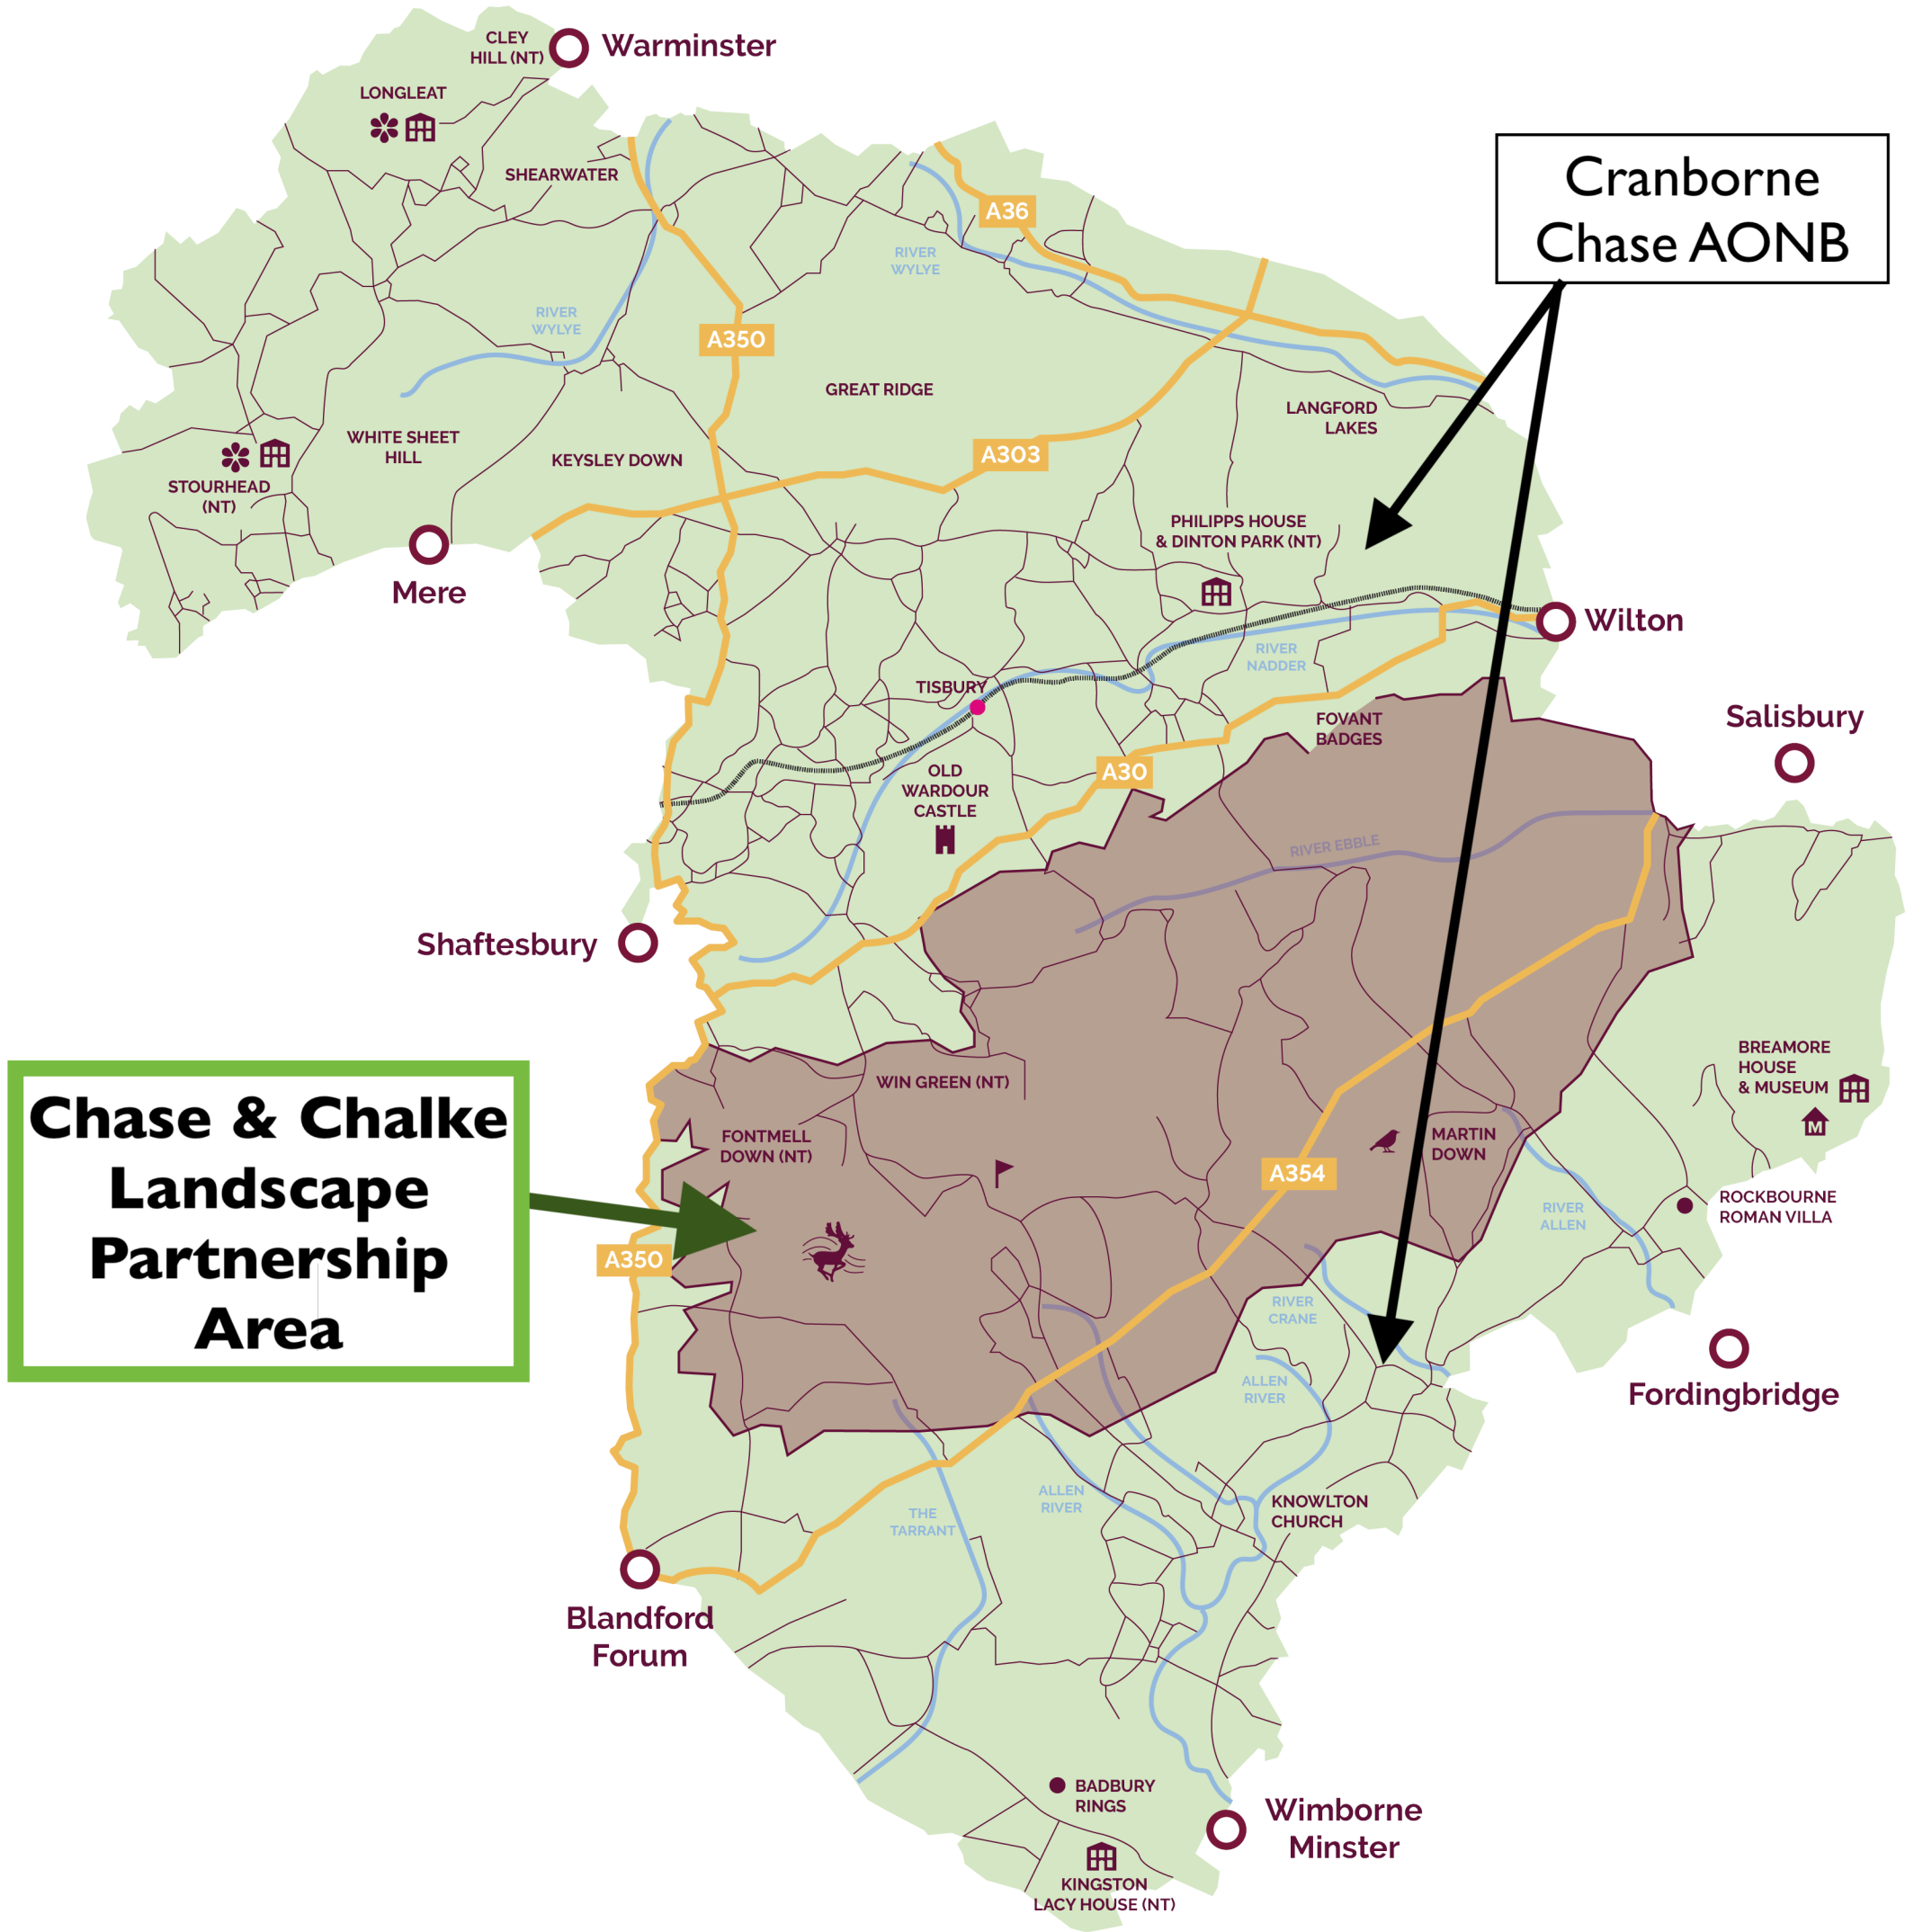 CLEY
HILL (NT)
Warminster
LONGLEAT
SHEARWATER
Cranborne
Chase AONB
A36
RIVER
WYLYE
RIVER
WYLYE
A350
GREAT RIDGE
LANGFORD
LAKES
WHITE SHEET
HILL
KEYSLEY DOWN
A303
STOURHEAD
(NT)
PHILIPPS HOUSE
& DINTON PARK (NT)
Mere
Wilton
RIVER
NADDER
TISBURY
FOVANT
BADGES
Salisbury
OLD
WARDOUR
CASTLE
A30
RIVER EBBLE
Shaftesbury
Chase & Chalke
Landscape
Partnership
Area
WIN GREEN (NT)
BREAMORE
HOUSE
& MUSEUM
M
FONTMELL
DOWN (NT)
MARTIN
DOWN
A354
ROCKBOURNE
ROMAN VILLA
RIVER
ALLEN
A350
RIVER
CRANE
ALLEN
RIVER
Fordingbridge
ALLEN
RIVER
KNOWLTON
CHURCH
THE
TARRANT
Blandford
Forum
BADBURY
RINGS
Wimborne
Minster
KINGSTON
LACY HOUSE (NT)